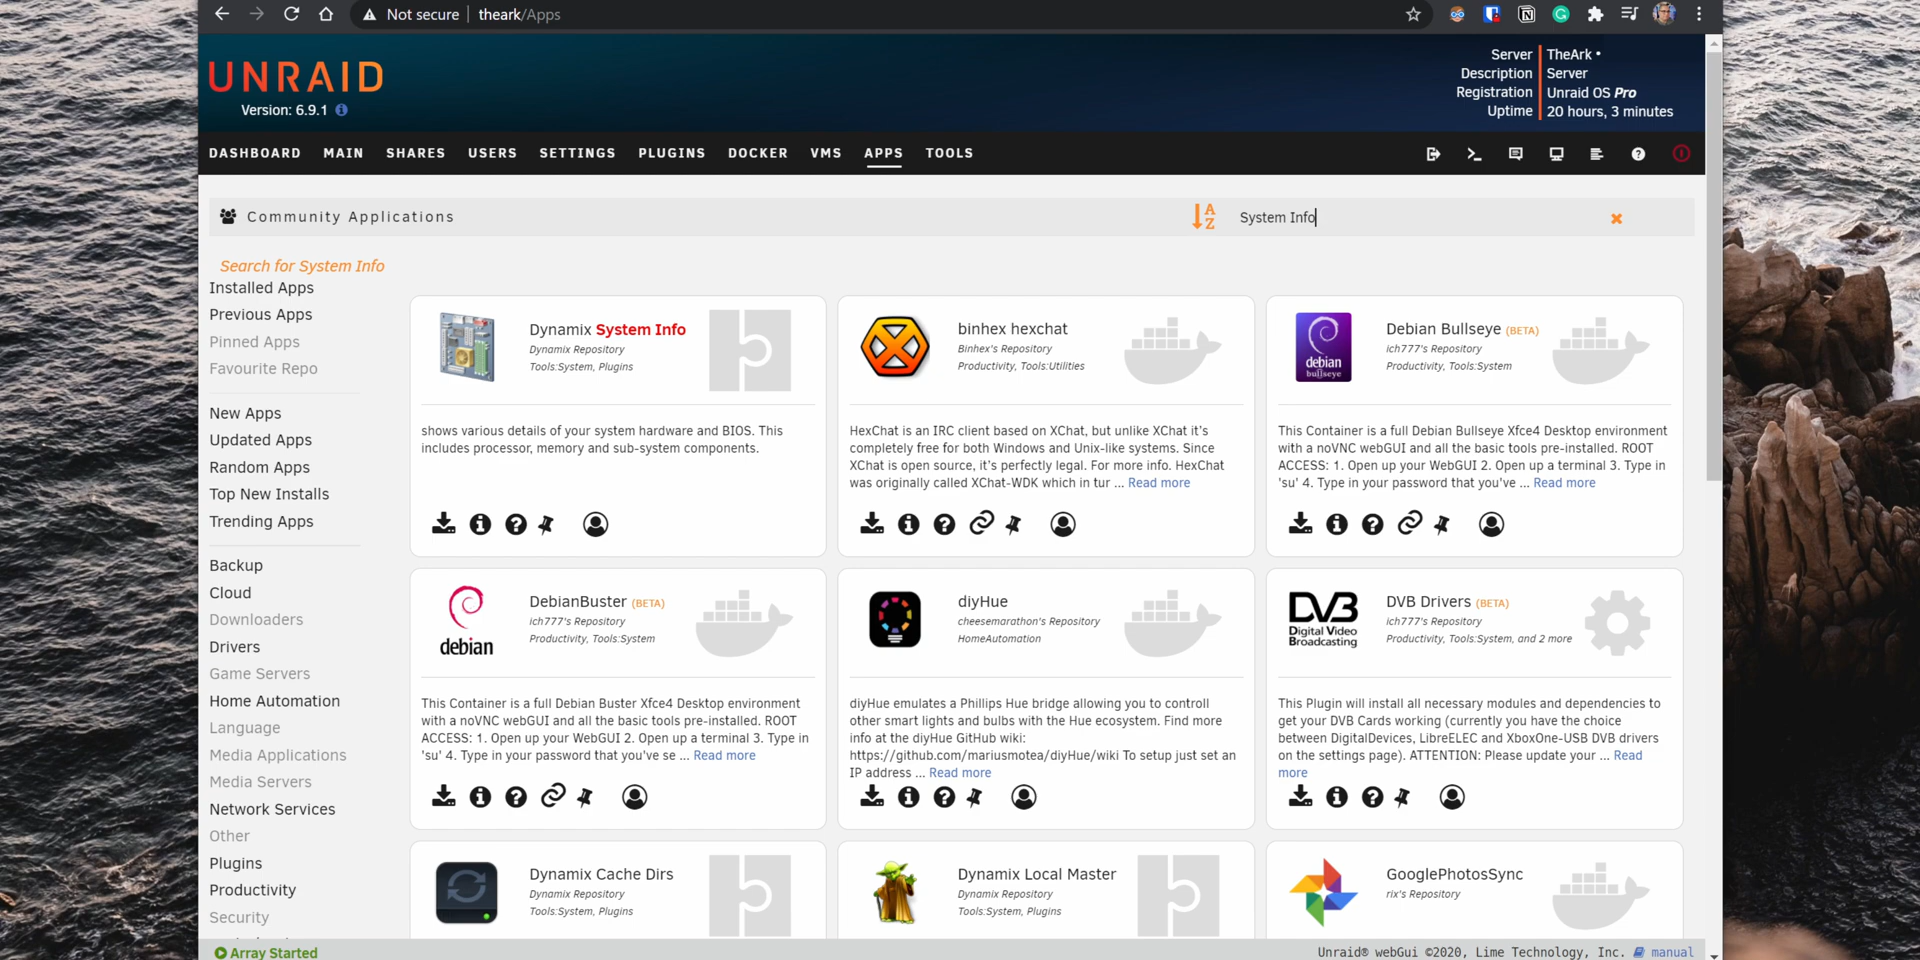 Not secure
theark/Apps
UNRAID
Version: 6.9.1
Server TheArk •
Description Server
Registration Unraid OS Pro
Uptime 20 hours, 3 minutes
DASHBOARD MAIN SHARES USERS SETTINGS PLUGINS DOCKER VMS APPS TOOLS
Community Applications
A
Z
System Info
Search for System Info
Installed Apps
Previous Apps
Pinned Apps
Favourite Repo
New Apps
Updated Apps
Random Apps
Top New Installs
Trending Apps
Backup
Cloud
Downloaders
Drivers
Game Servers
Home Automation
Language
Media Applications
Media Servers
Network Services
Other
Plugins
Productivity
Security
Dynamix System Info
Dynamix Repository
Tools:System, Plugins
shows various details of your system hardware and BIOS. This
includes processor, memory and sub-system components.
binhex hexchat
Binhex's Repository
Productivity, Tools:Utilities
HexChat is an IRC client based on XChat, but unlike XChat it's
completely free for both Windows and Unix-like systems. Since
XChat is open source, it's perfectly legal. For more info. HexChat
was originally called XChat-WDK which in tur ... Read more
debian
bullseye
Debian Bullseye (BETA)
ich777's Repository
Productivity, Tools:System
This Container is a full Debian Bullseye Xfce4 Desktop environment
with a noVNC webGUI and all the basic tools pre-installed. ROOT
ACCESS: 1. Open up your WebGUI 2. Open up a terminal 3. Type in
'su' 4. Type in your password that you've ... Read more
debian
DebianBuster (BETA)
ich777's Repository
Productivity, Tools:System
This Container is a full Debian Buster Xfce4 Desktop environment
with a noVNC webGUI and all the basic tools pre-installed. ROOT
ACCESS: 1. Open up your WebGUI 2. Open up a terminal 3. Type in
'su' 4. Type in your password that you've se ... Read more
diyHue
cheesemarathon's Repository
HomeAutomation
diyHue emulates a Phillips Hue bridge allowing you to controll
other smart lights and bulbs with the Hue ecosystem. Find more
info at the diyHue GitHub wiki:
https://github.com/mariusmotea/diyHue/wiki To setup just set an
IP address ... Read more
DVB
Digital Video
Broadcasting
DVB Drivers (BETA)
ich777's Repository
Productivity, Tools:System, and 2 more
This Plugin will install all necessary modules and dependencies to
get your DVB Cards working (currently you have the choice
between DigitalDevices, LibreELEC and XboxOne-USB DVB drivers
on the settings page). ATTENTION: Please update your ... Read
more
Dynamix Cache Dirs
Dynamix Repository
Tools:System, Plugins
Dynamix Local Master
Dynamix Repository
Tools:System, Plugins
GooglePhotosSync
rix's Repository
Array Started
Unraid® webGui ©2020, Lime Technology, Inc. manual